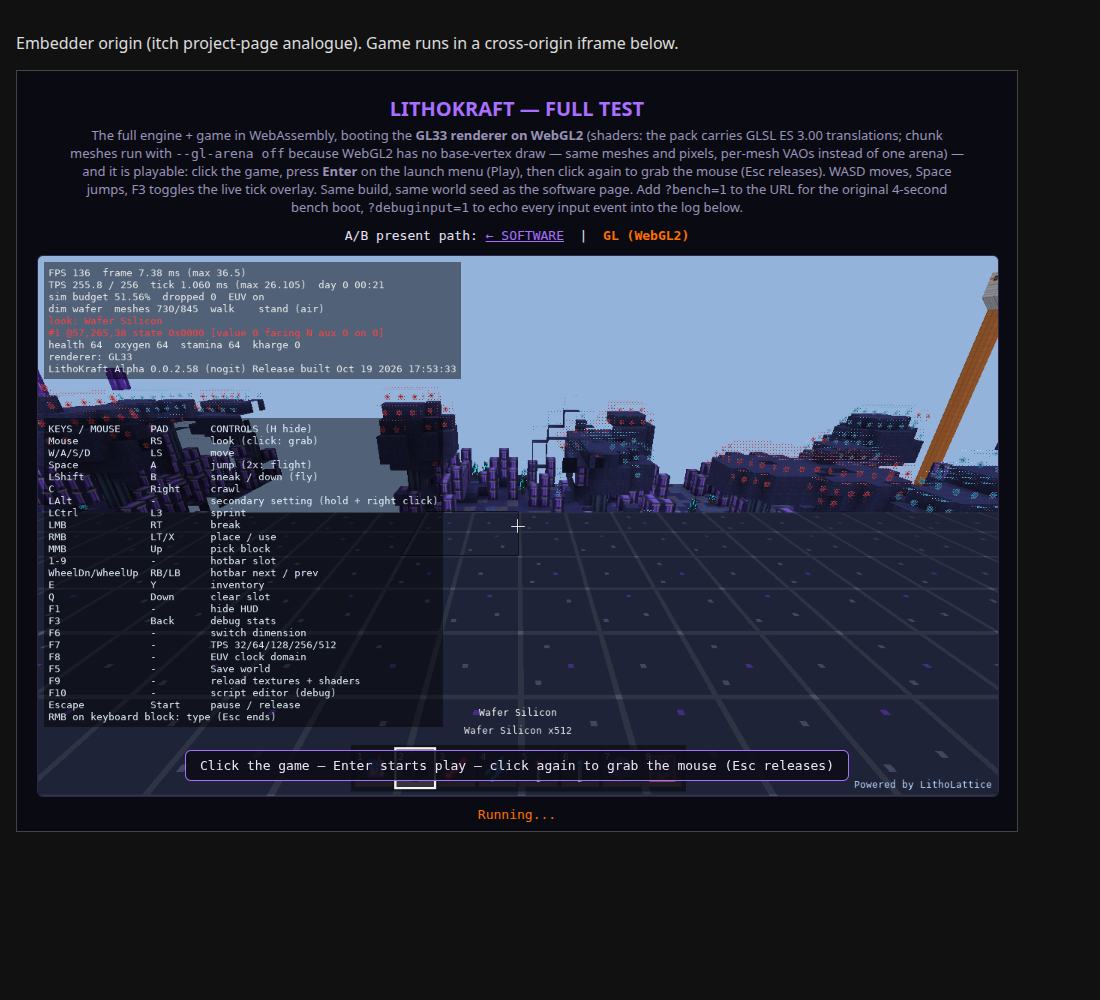 Embedder origin (itch project-page analogue). Game runs in a cross-origin iframe below.
LITHOKRAFT — FULL TEST
The full engine + game in WebAssembly, booting the GL33 renderer on WebGL2 (shaders: the pack carries GLSL ES 3.00 translations; chunk
meshes run with --gl-arena off because WebGL2 has no base-vertex draw — same meshes and pixels, per-mesh VAOs instead of one arena) —
and it is playable: click the game, press Enter on the launch menu (Play), then click again to grab the mouse (Esc releases). WASD moves, Space
jumps, F3 toggles the live tick overlay. Same build, same world seed as the software page. Add ?bench=1 to the URL for the original 4-second
bench boot, ?debuginput=1 to echo every input event into the log below.
A/B present path: ← SOFTWARE | GL (WebGL2)
FPS 136 frame 7.38 ms (max 36.5)
TPS 255.8 / 256 tick 1.060 ms (max 26.105) day 0 00:21
sim budget 51.56% dropped 0 EUV on
dim wafer meshes 730/845 walk stand (air)
look: Wafer Silicon
#1 @57,265,38 state 0x0000 [value 0 facing N aux 0 on 0]
health 64 oxygen 64 stamina 64 kharge 0
renderer: GL33
LithoKraft Alpha 0.0.2.58 (nogit) Release built Oct 19 2026 17:53:33
KEYS / MOUSE PAD CONTROLS (H hide)
Mouse RS look (click: grab)
W/A/S/D LS move
Space A jump (2x: flight)
LShift B sneak / down (fly)
C Right crawl
LAlt - secondary setting (hold + right click)
LCtrl L3 sprint
LMB RT break
RMB LT/X place / use
MMB Up pick block
1-9 - hotbar slot
WheelDn/WheelUp RB/LB hotbar next / prev
E Y inventory
Q Down clear slot
F1 - hide HUD
F3 Back debug stats
F6 - switch dimension
F7 - TPS 32/64/128/256/512
F8 - EUV clock domain
F5 - Save world
F9 - reload textures + shaders
F10 - script editor (debug)
Escape Start pause / release
RMB on keyboard block: type (Esc ends)
Wafer Silicon
Wafer Silicon x512
Click the game — Enter starts play — click again to grab the mouse (Esc releases)
Powered by LithoLattice
Running...